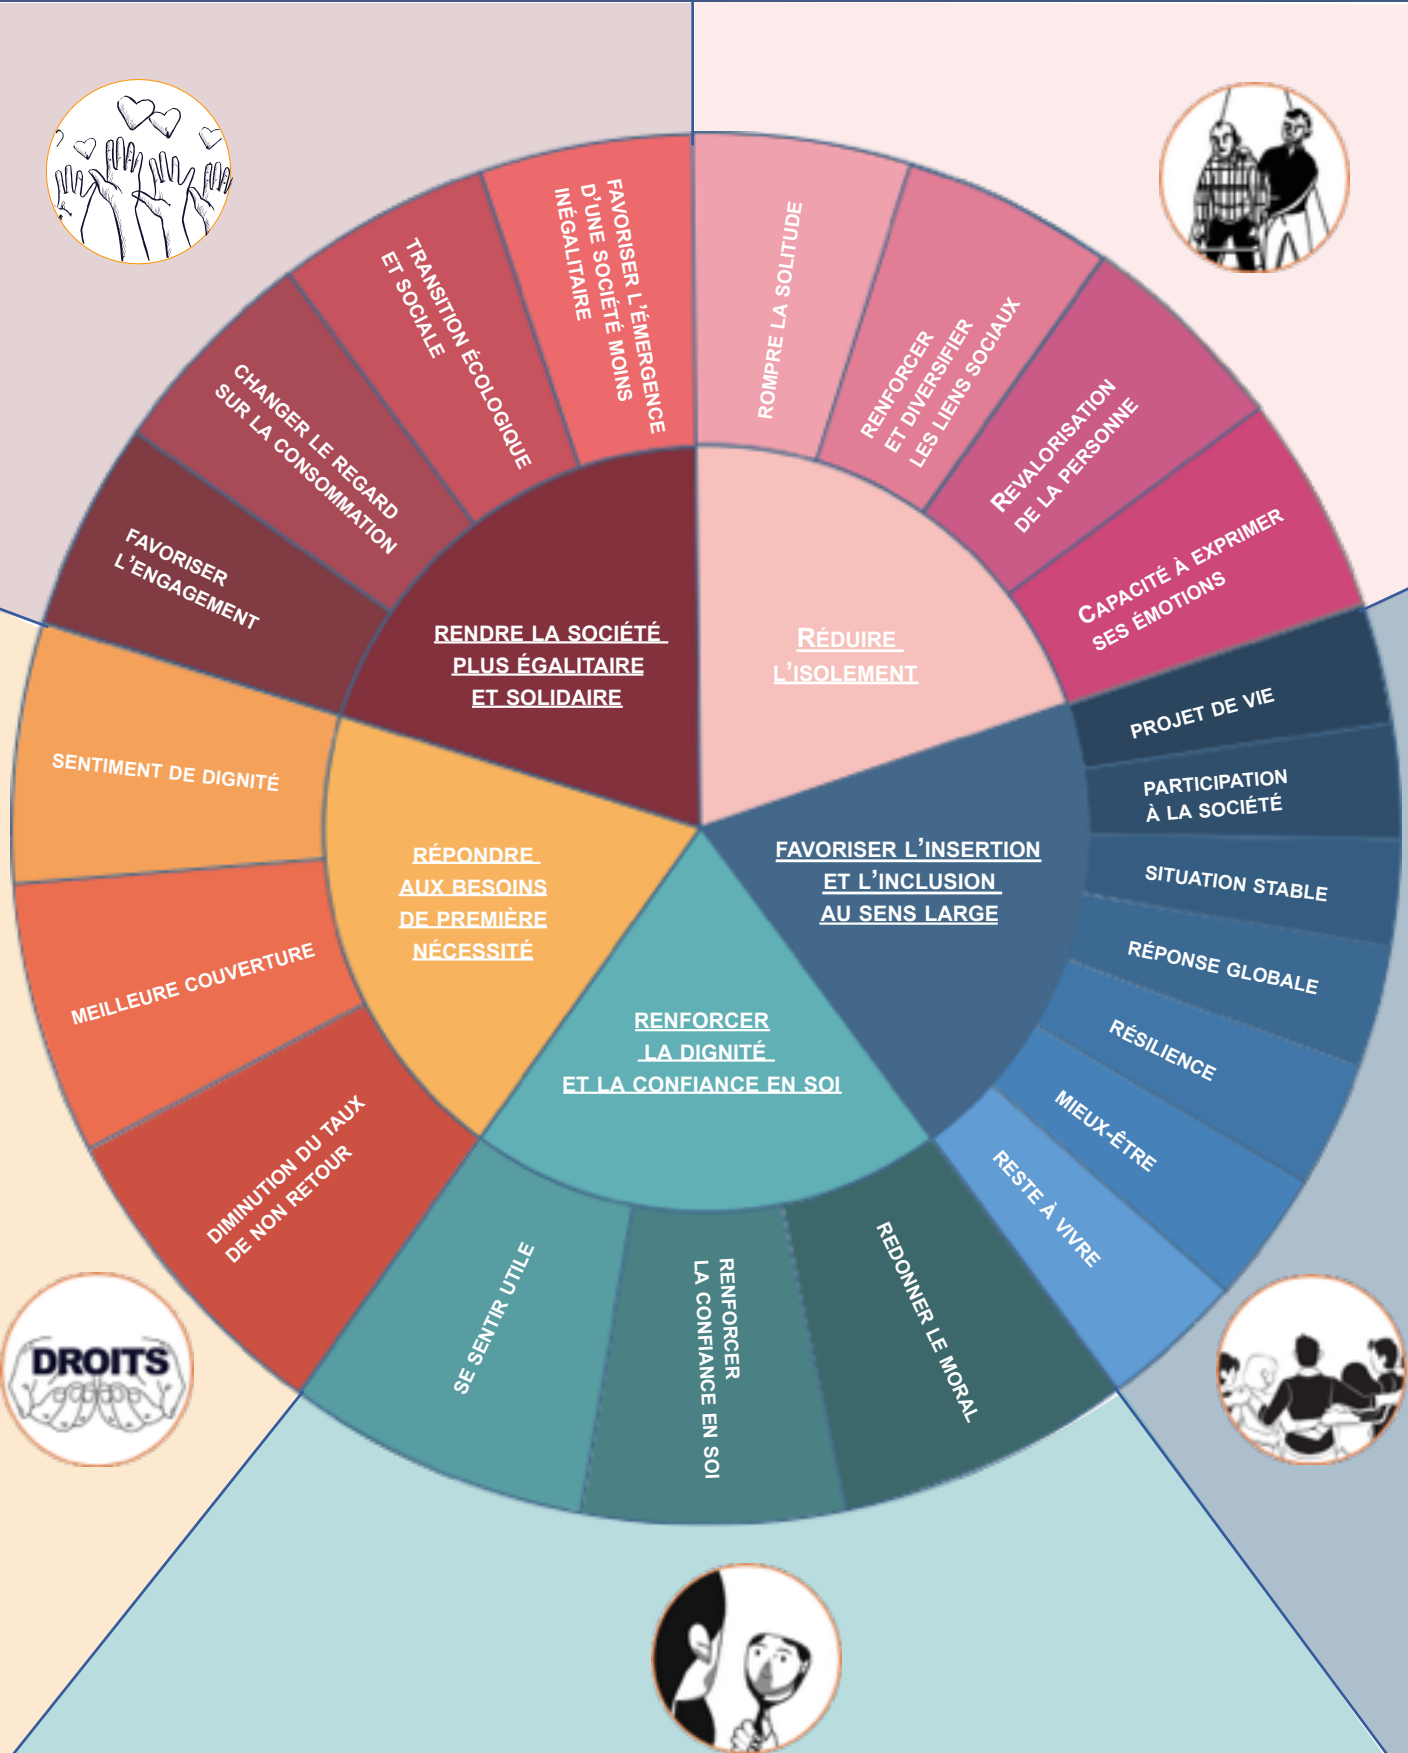 FAVORISER L'ÉMERGENCE
D'UNE SOCIÉTÉ MOINS
INÉGALITAIRE
TRANSITION ÉCOLOGIQUE
ET SOCIALE
CHANGER LE REGARD
SUR LA CONSOMMATION
FAVORISER
L'ENGAGEMENT
RENDRE LA SOCIÉTÉ
PLUS ÉGALITAIRE
ET SOLIDAIRE
ROMPRE LA SOLITUDE
RENFORCER
ET DIVERSIFIER
LES LIENS SOCIAUX
REVALORISATION
DE LA PERSONNE
CAPACITÉ À EXPRIMER
SES ÉMOTIONS
RÉDUIRE
L'ISOLEMENT
PROJET DE VIE
PARTICIPATION
À LA SOCIÉTÉ
SITUATION STABLE
RÉPONSE GLOBALE
RÉSILIENCE
MIEUX-ÊTRE
RESTE À VIVRE
FAVORISER L'INSERTION
ET L'INCLUSION
AU SENS LARGE
SENTIMENT DE DIGNITÉ
MEILLEURE COUVERTURE
DIMINUTION DU TAUX
DE NON RETOUR
RÉPONDRE
AUX BESOINS
DE PREMIÈRE
NÉCESSITÉ
RENFORCER
LA DIGNITÉ
ET LA CONFIANCE EN SOI
SE SENTIR UTILE
RENFORCER
LA CONFIANCE EN SOI
REDONNER LE MORAL
DROITS